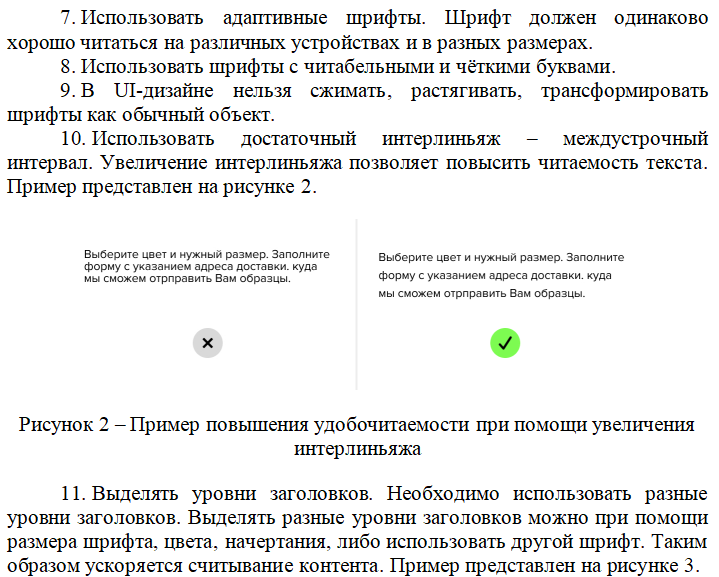 7. Использовать адаптивные шрифты. Шрифт должен одинаково
хорошо читаться на различных устройствах и в разных размерах.
8. Использовать шрифты с читабельными и чёткими буквами.
9. В UI-дизайне нельзя сжимать, растягивать, трансформировать
шрифты как обычный объект.
10. Использовать достаточный интерлиньяж – междустрочный
интервал. Увеличение интерлиньяжа позволяет повысить читаемость текста.
Пример представлен на рисунке 2.
Выберите цвет и нужный размер. Заполните
форму с указанием адреса доставки. куда
мы сможем отрправить Вам образцы.
Выберите цвет и нужный размер. Заполните
форму с указанием адреса доставки. куда
мы сможем отрправить Вам образцы.
Рисунок 2 – Пример повышения удобочитаемости при помощи увеличения
интерлиньяжа
11. Выделять уровни заголовков. Необходимо использовать разные
уровни заголовков. Выделять разные уровни заголовков можно при помощи
размера шрифта, цвета, начертания, либо использовать другой шрифт. Таким
образом ускоряется считывание контента. Пример представлен на рисунке 3.